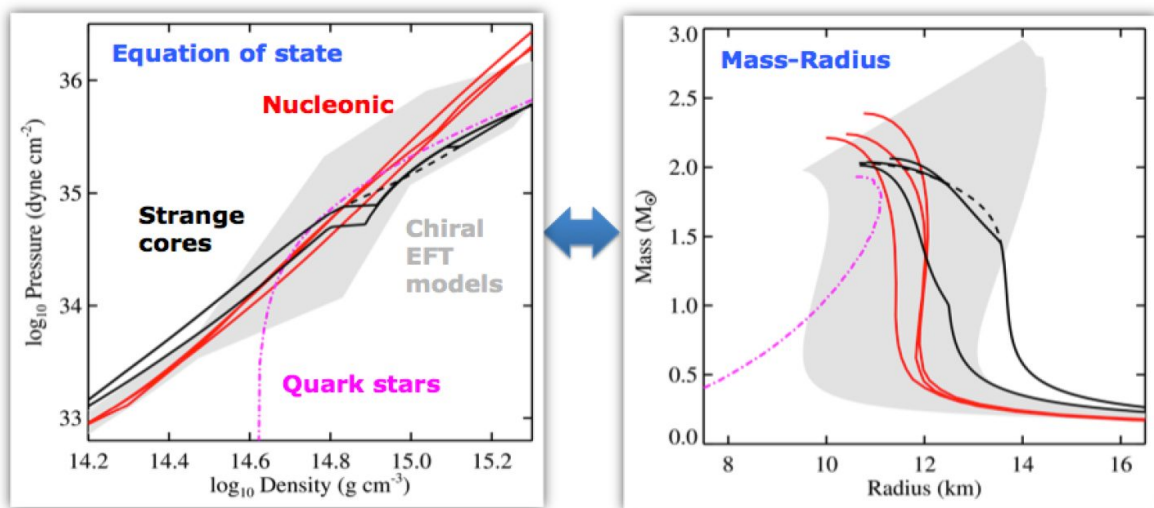 Equation of state
Nucleonic
Strange
cores
Chiral
EFT
models
Quark stars
log₁₀ Pressure (dyne cm⁻²)
36
35
34
33
14.2 14.4 14.6 14.8 15.0 15.2
log₁₀ Density (g cm⁻³)
Mass-Radius
Mass (M⊙)
3.0
2.5
2.0
1.5
1.0
0.5
0.0
8 10 12 14 16
Radius (km)